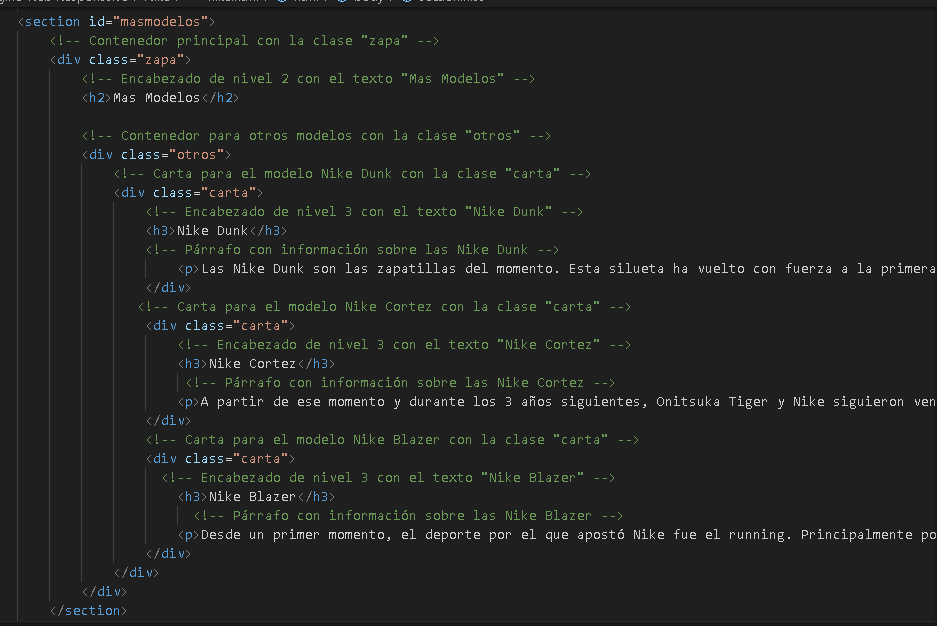 <section id="masmodelos">
<!-- Contenedor principal con la clase "zapa" -->
<div class="zapa">
<!-- Encabezado de nivel 2 con el texto "Mas Modelos" -->
<h2>Mas Modelos</h2>
<!-- Contenedor para otros modelos con la clase "otros" -->
<div class="otros">
<!-- Carta para el modelo Nike Dunk con la clase "carta" -->
<div class="carta">
<!-- Encabezado de nivel 3 con el texto "Nike Dunk" -->
<h3>Nike Dunk</h3>
<!-- Párrafo con información sobre las Nike Dunk -->
<p>Las Nike Dunk son las zapatillas del momento. Esta silueta ha vuelto con fuerza a la primera
</div>
<!-- Carta para el modelo Nike Cortez con la clase "carta" -->
<div class="carta">
<!-- Encabezado de nivel 3 con el texto "Nike Cortez" -->
<h3>Nike Cortez</h3>
<!-- Párrafo con información sobre las Nike Cortez -->
<p>A partir de ese momento y durante los 3 años siguientes, Onitsuka Tiger y Nike siguieron ven
</div>
<!-- Carta para el modelo Nike Blazer con la clase "carta" -->
<div class="carta">
<!-- Encabezado de nivel 3 con el texto "Nike Blazer" -->
<h3>Nike Blazer</h3>
<!-- Párrafo con información sobre las Nike Blazer -->
<p>Desde un primer momento, el deporte por el que apostó Nike fue el running. Principalmente po
</div>
</div>
</div>
</section>